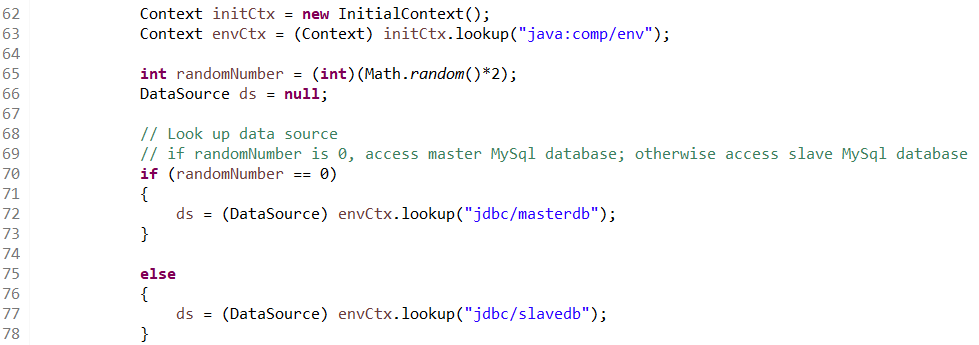 62 Context initCtx = new InitialContext();
63 Context envCtx = (Context) initCtx.lookup("java:comp/env");
64
65 int randomNumber = (int)(Math.random()*2);
66 DataSource ds = null;
67
68 // Look up data source
69 // if randomNumber is 0, access master MySql database; otherwise access slave MySql database
70 if (randomNumber == 0)
71 {
72 ds = (DataSource) envCtx.lookup("jdbc/masterdb");
73 }
74
75 else
76 {
77 ds = (DataSource) envCtx.lookup("jdbc/slavedb");
78 }